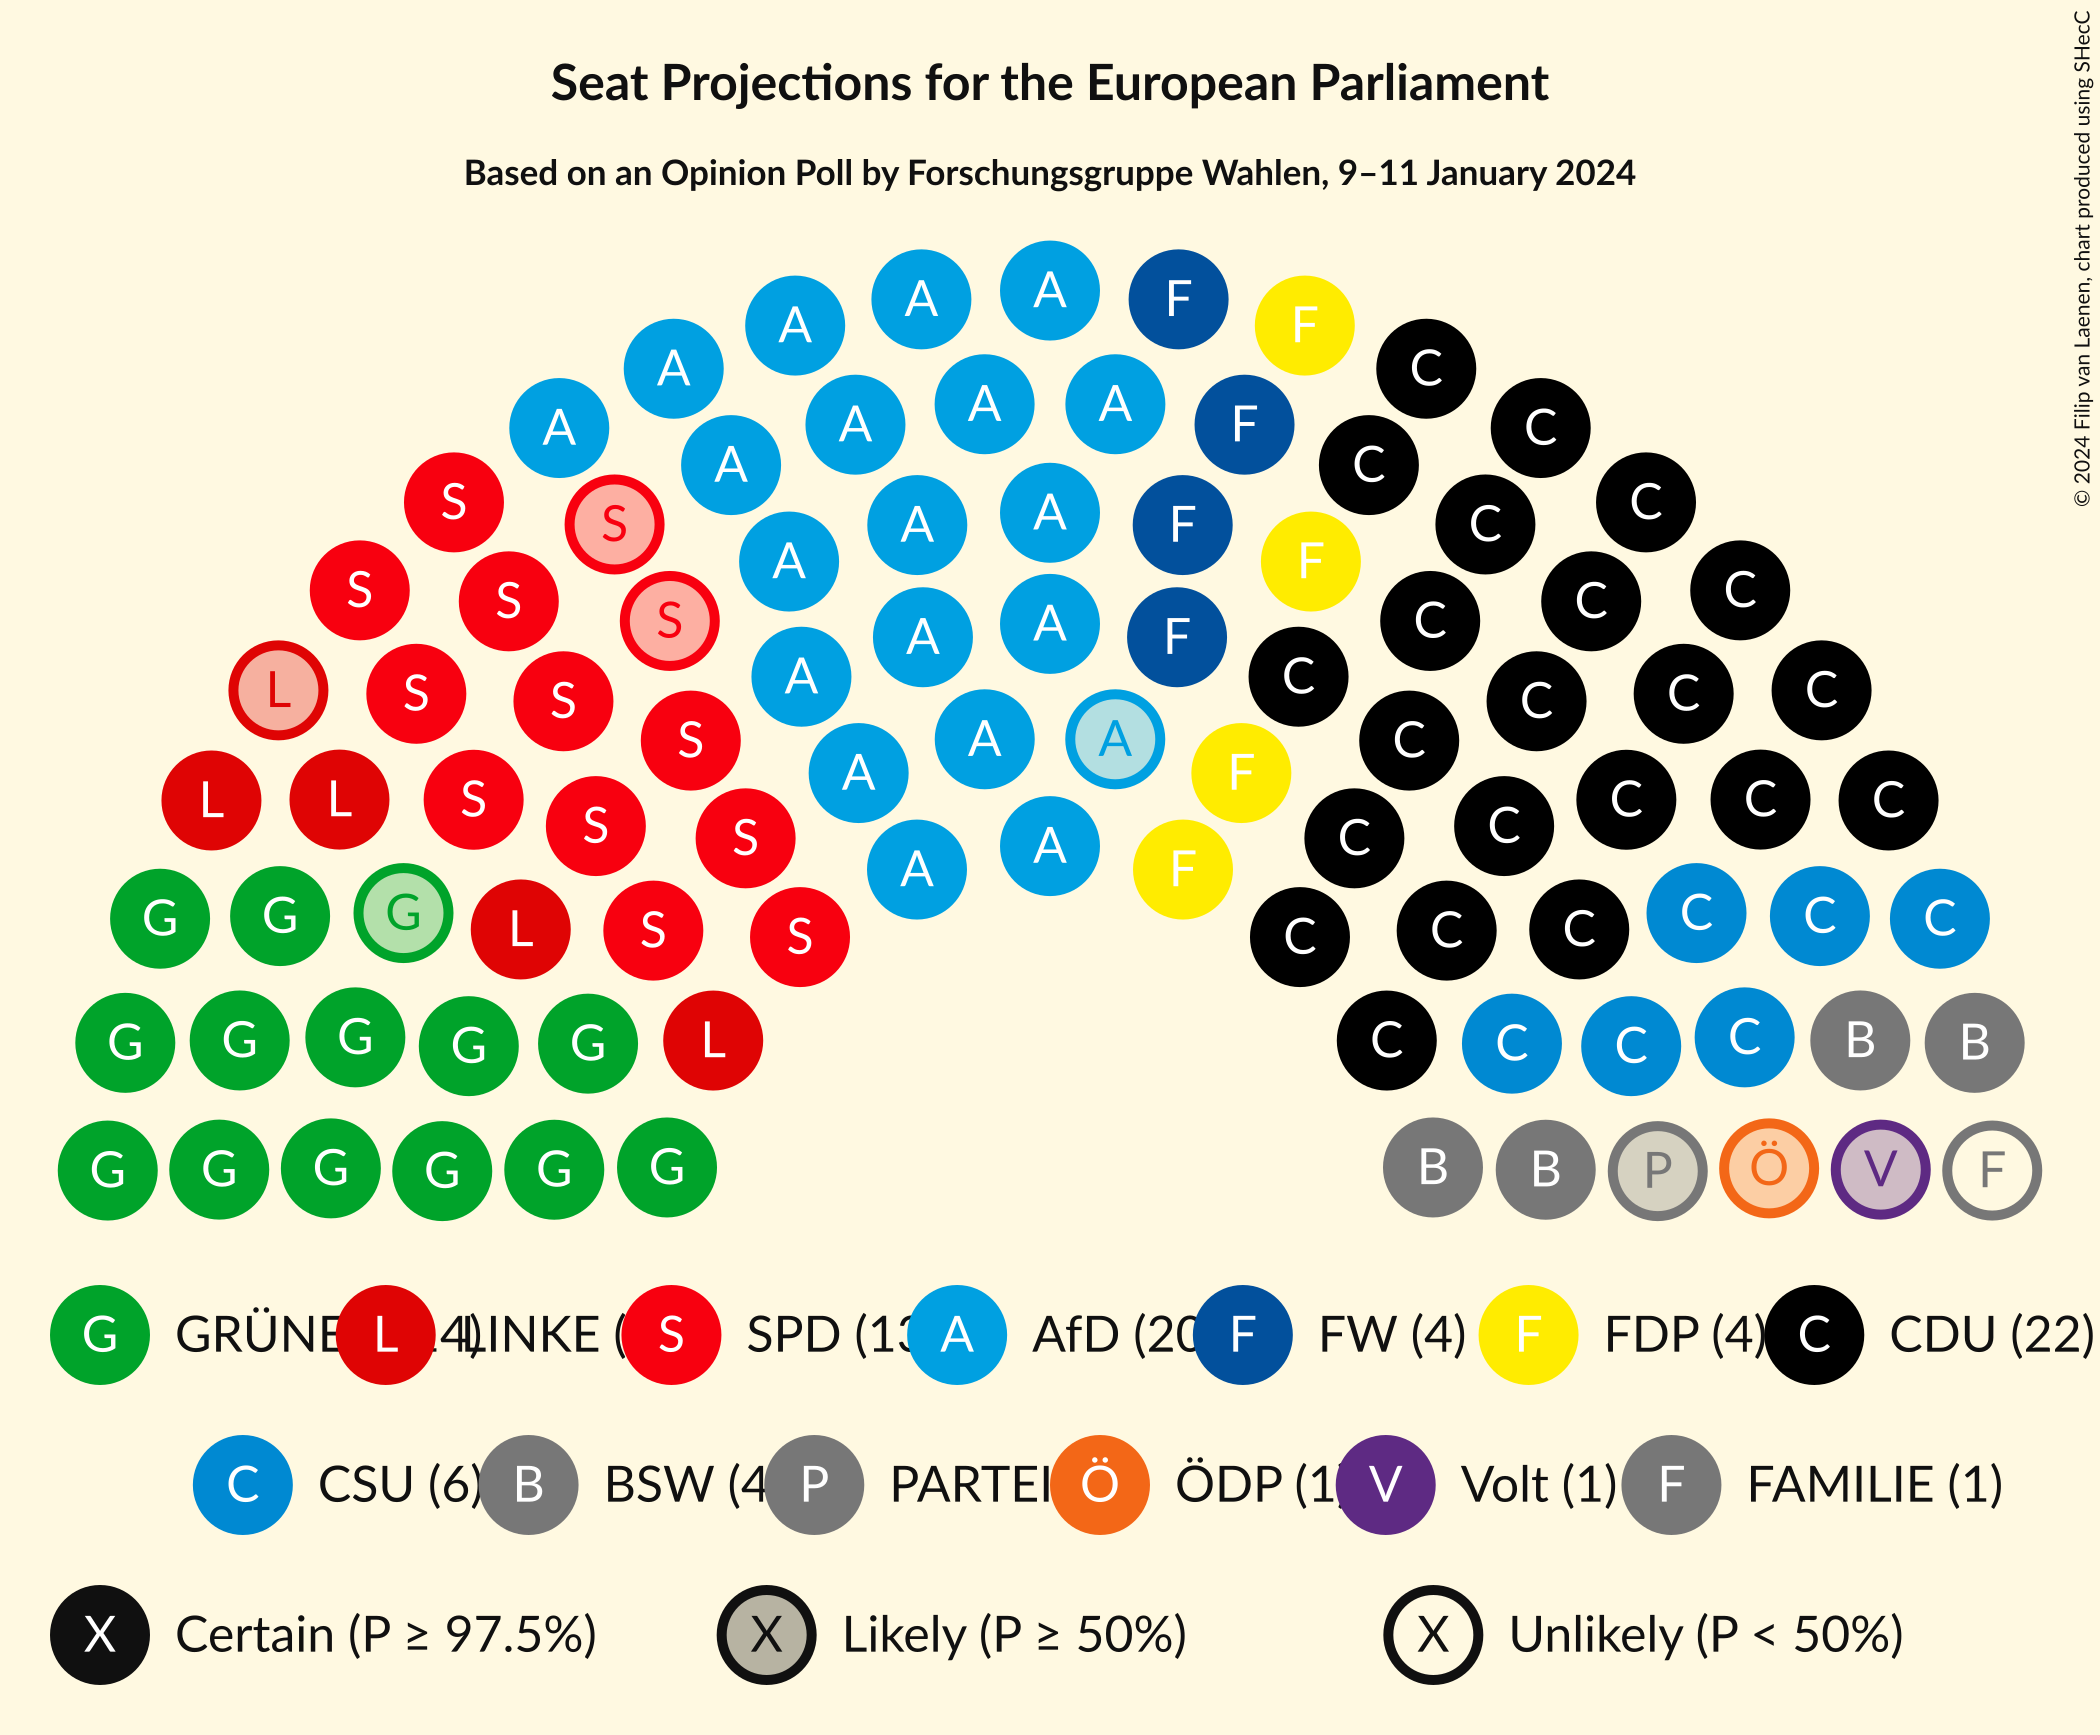 Seat Projections for the European Parliament
Based on an Opinion Poll by Forschungsgruppe Wahlen, 9–11 January 2024
© 2024 Filip van Laenen, chart produced using SHecC
A A A F F
A A C C
A A A A F C C
S S A A A A F F C C C
S S S A A F C C C
L S S S A A A F C C C C C
L L S S S A A F C C C C C
G G G L S S C C C C C C
G G G G G L C C C C B B
G G G G G G B B P Ö V F
G GRÜNE 4) L LINKE ( S SPD (13 A AfD (20 F FW (4) F FDP (4) C CDU (22)
C CSU (6) B BSW (4 P PARTEI Ö ÖDP (1 V Volt (1) F FAMILIE (1)
X Certain (P ≥ 97.5%) X Likely (P ≥ 50%) X Unlikely (P < 50%)